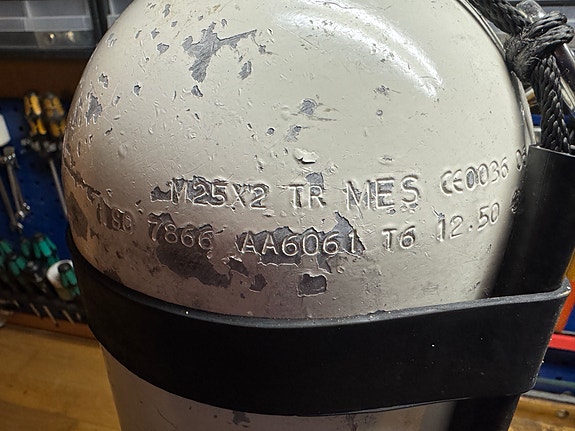 M25X2 TR MES CE0036
ISO 7866 AA6061 T6 12.50